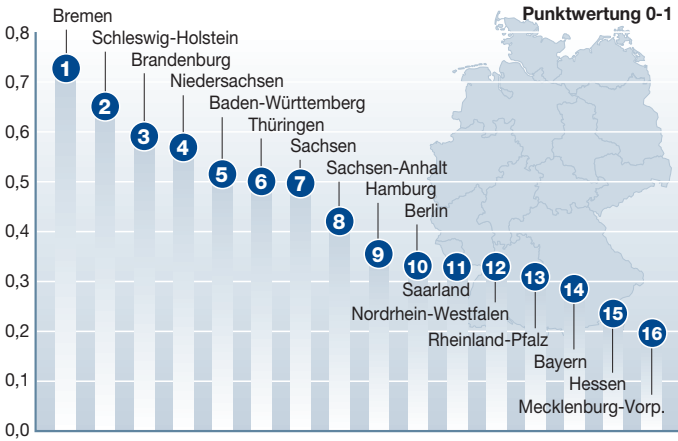 Punktwertung 0-1
0,8
0,7
0,6
0,5
0,4
0,3
0,2
0,1
0,0
Bremen
Schleswig-Holstein
Brandenburg
Niedersachsen
Baden-Württemberg
Thüringen
Sachsen
Sachsen-Anhalt
Hamburg
Berlin
1
2
3
4
5
6
7
8
9
10
11
12
13
14
15
16
Saarland
Nordrhein-Westfalen
Rheinland-Pfalz
Bayern
Hessen
Mecklenburg-Vorp.